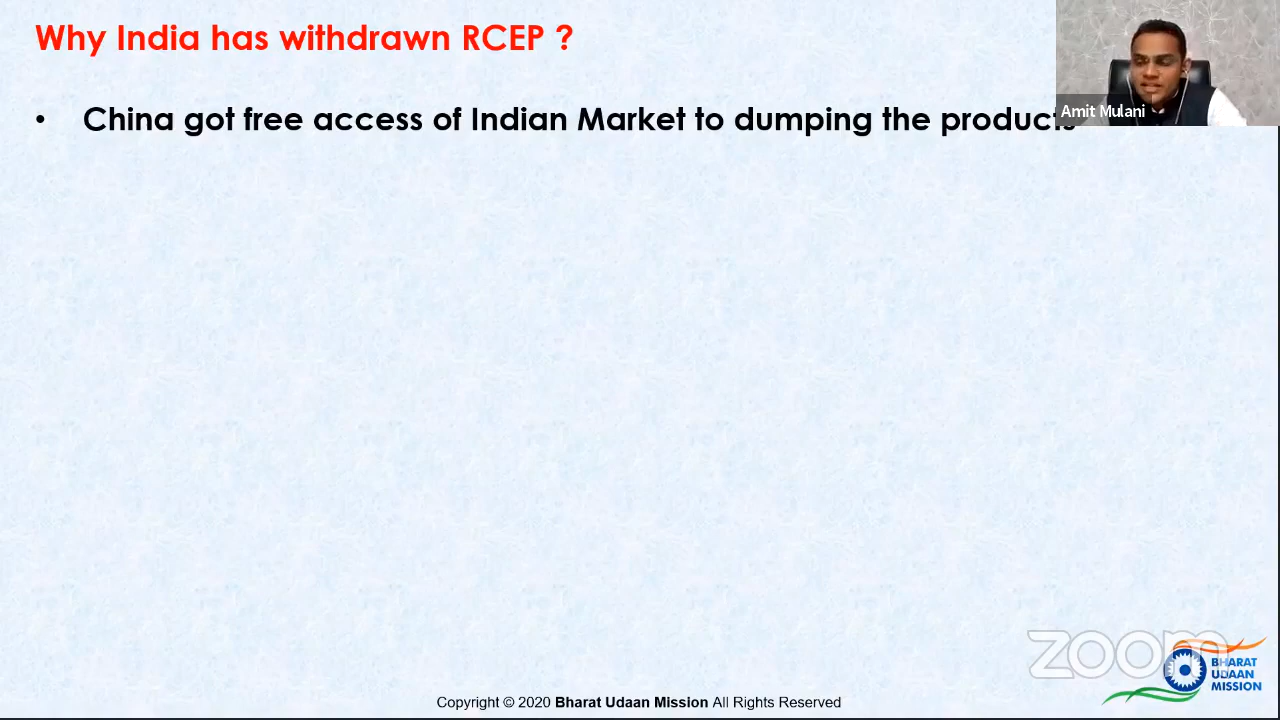 Why India has withdrawn RCEP ?
• China got free access of Indian Market to dumping the products
Amit Mulani
zoom
BHARAT
UDAAN
MISSION
Copyright © 2020 Bharat Udaan Mission All Rights Reserved